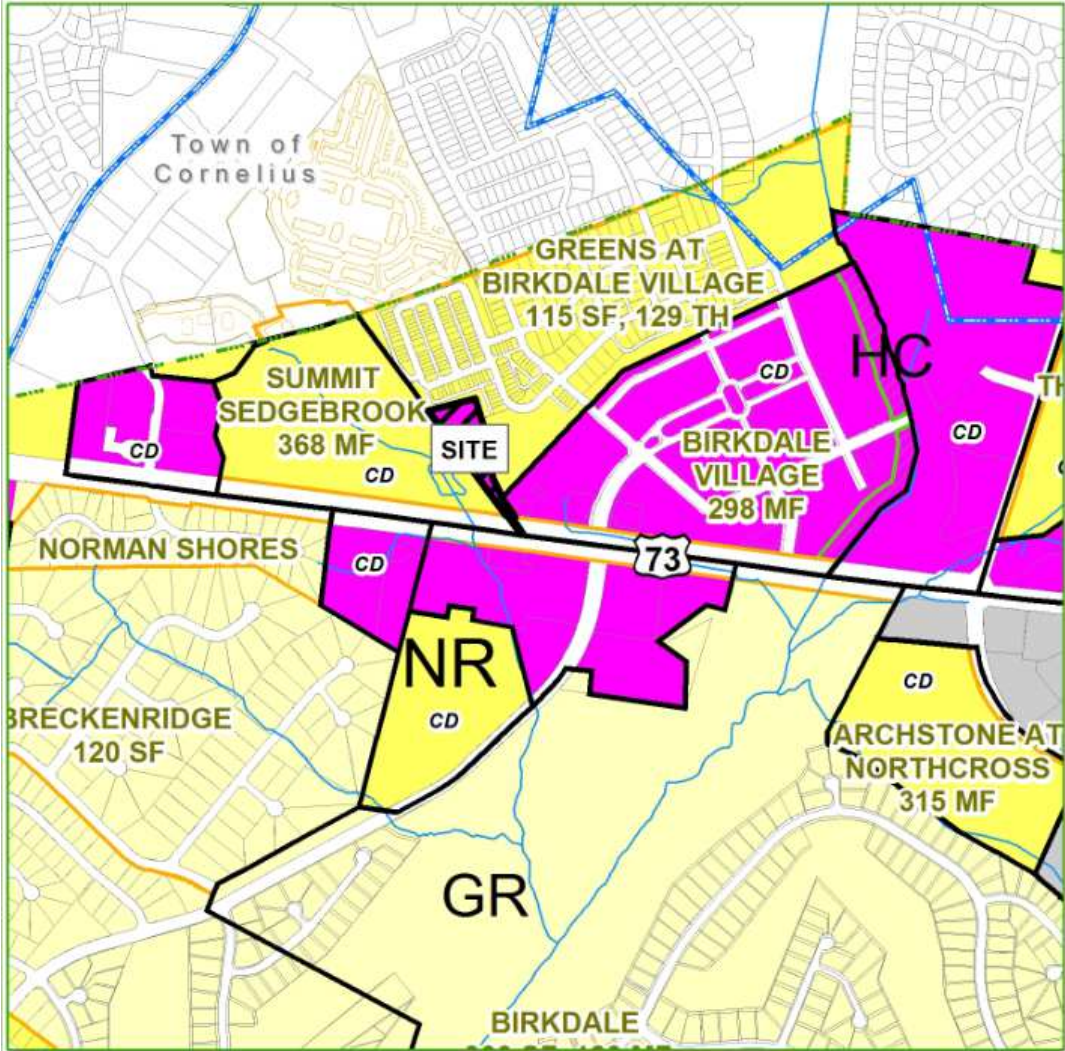 Town of
Cornelius
GREENS AT
BIRKDALE VILLAGE
115 SF, 129 TH
HC
CD
SUMMIT
SEDGEBROOK
368 MF
TH
SITE
CD
BIRKDALE
VILLAGE
298 MF
CD
CD
NORMAN SHORES
CD
73
NR
CD
CD
BRECKENRIDGE
120 SF
ARCHSTONE AT
NORTHCROSS
315 MF
GR
BIRKDALE